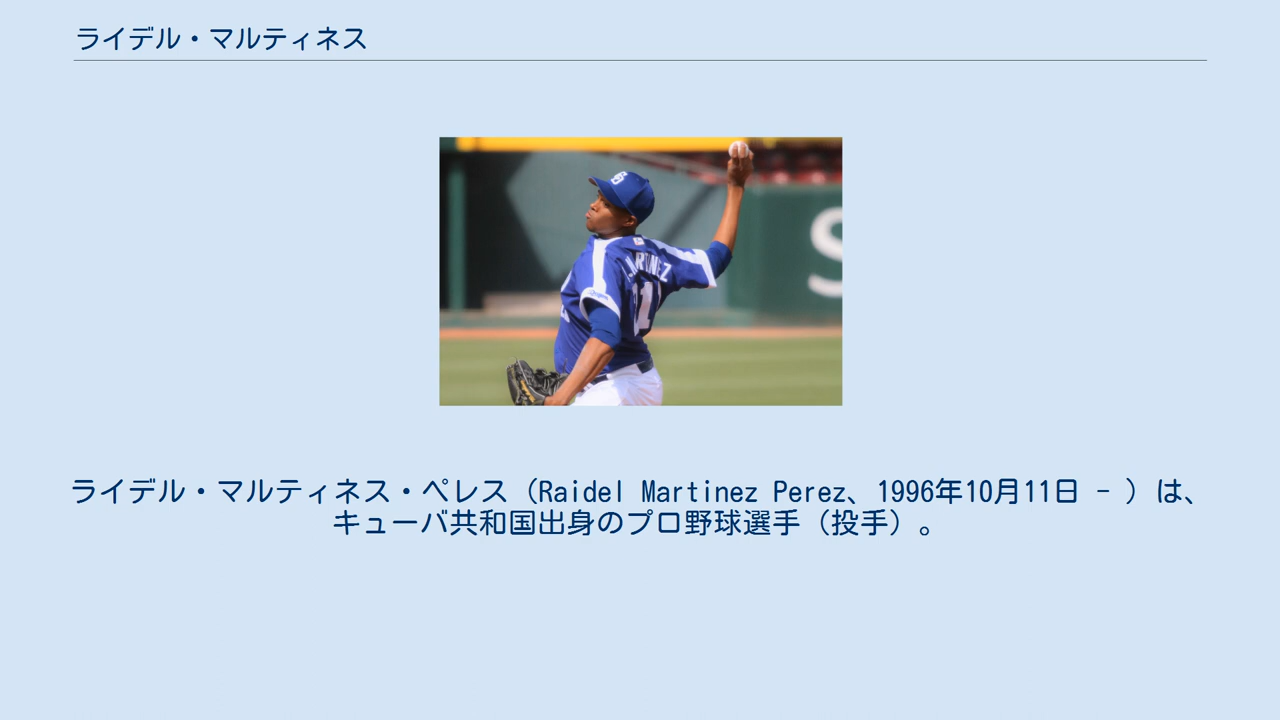 ライデル・マルティネス
MARTINEZ
S
ライデル・マルティネス・ペレス（Raidel Martinez Perez、1996年10月11日 - ）は、
キューバ共和国出身のプロ野球選手（投手）。